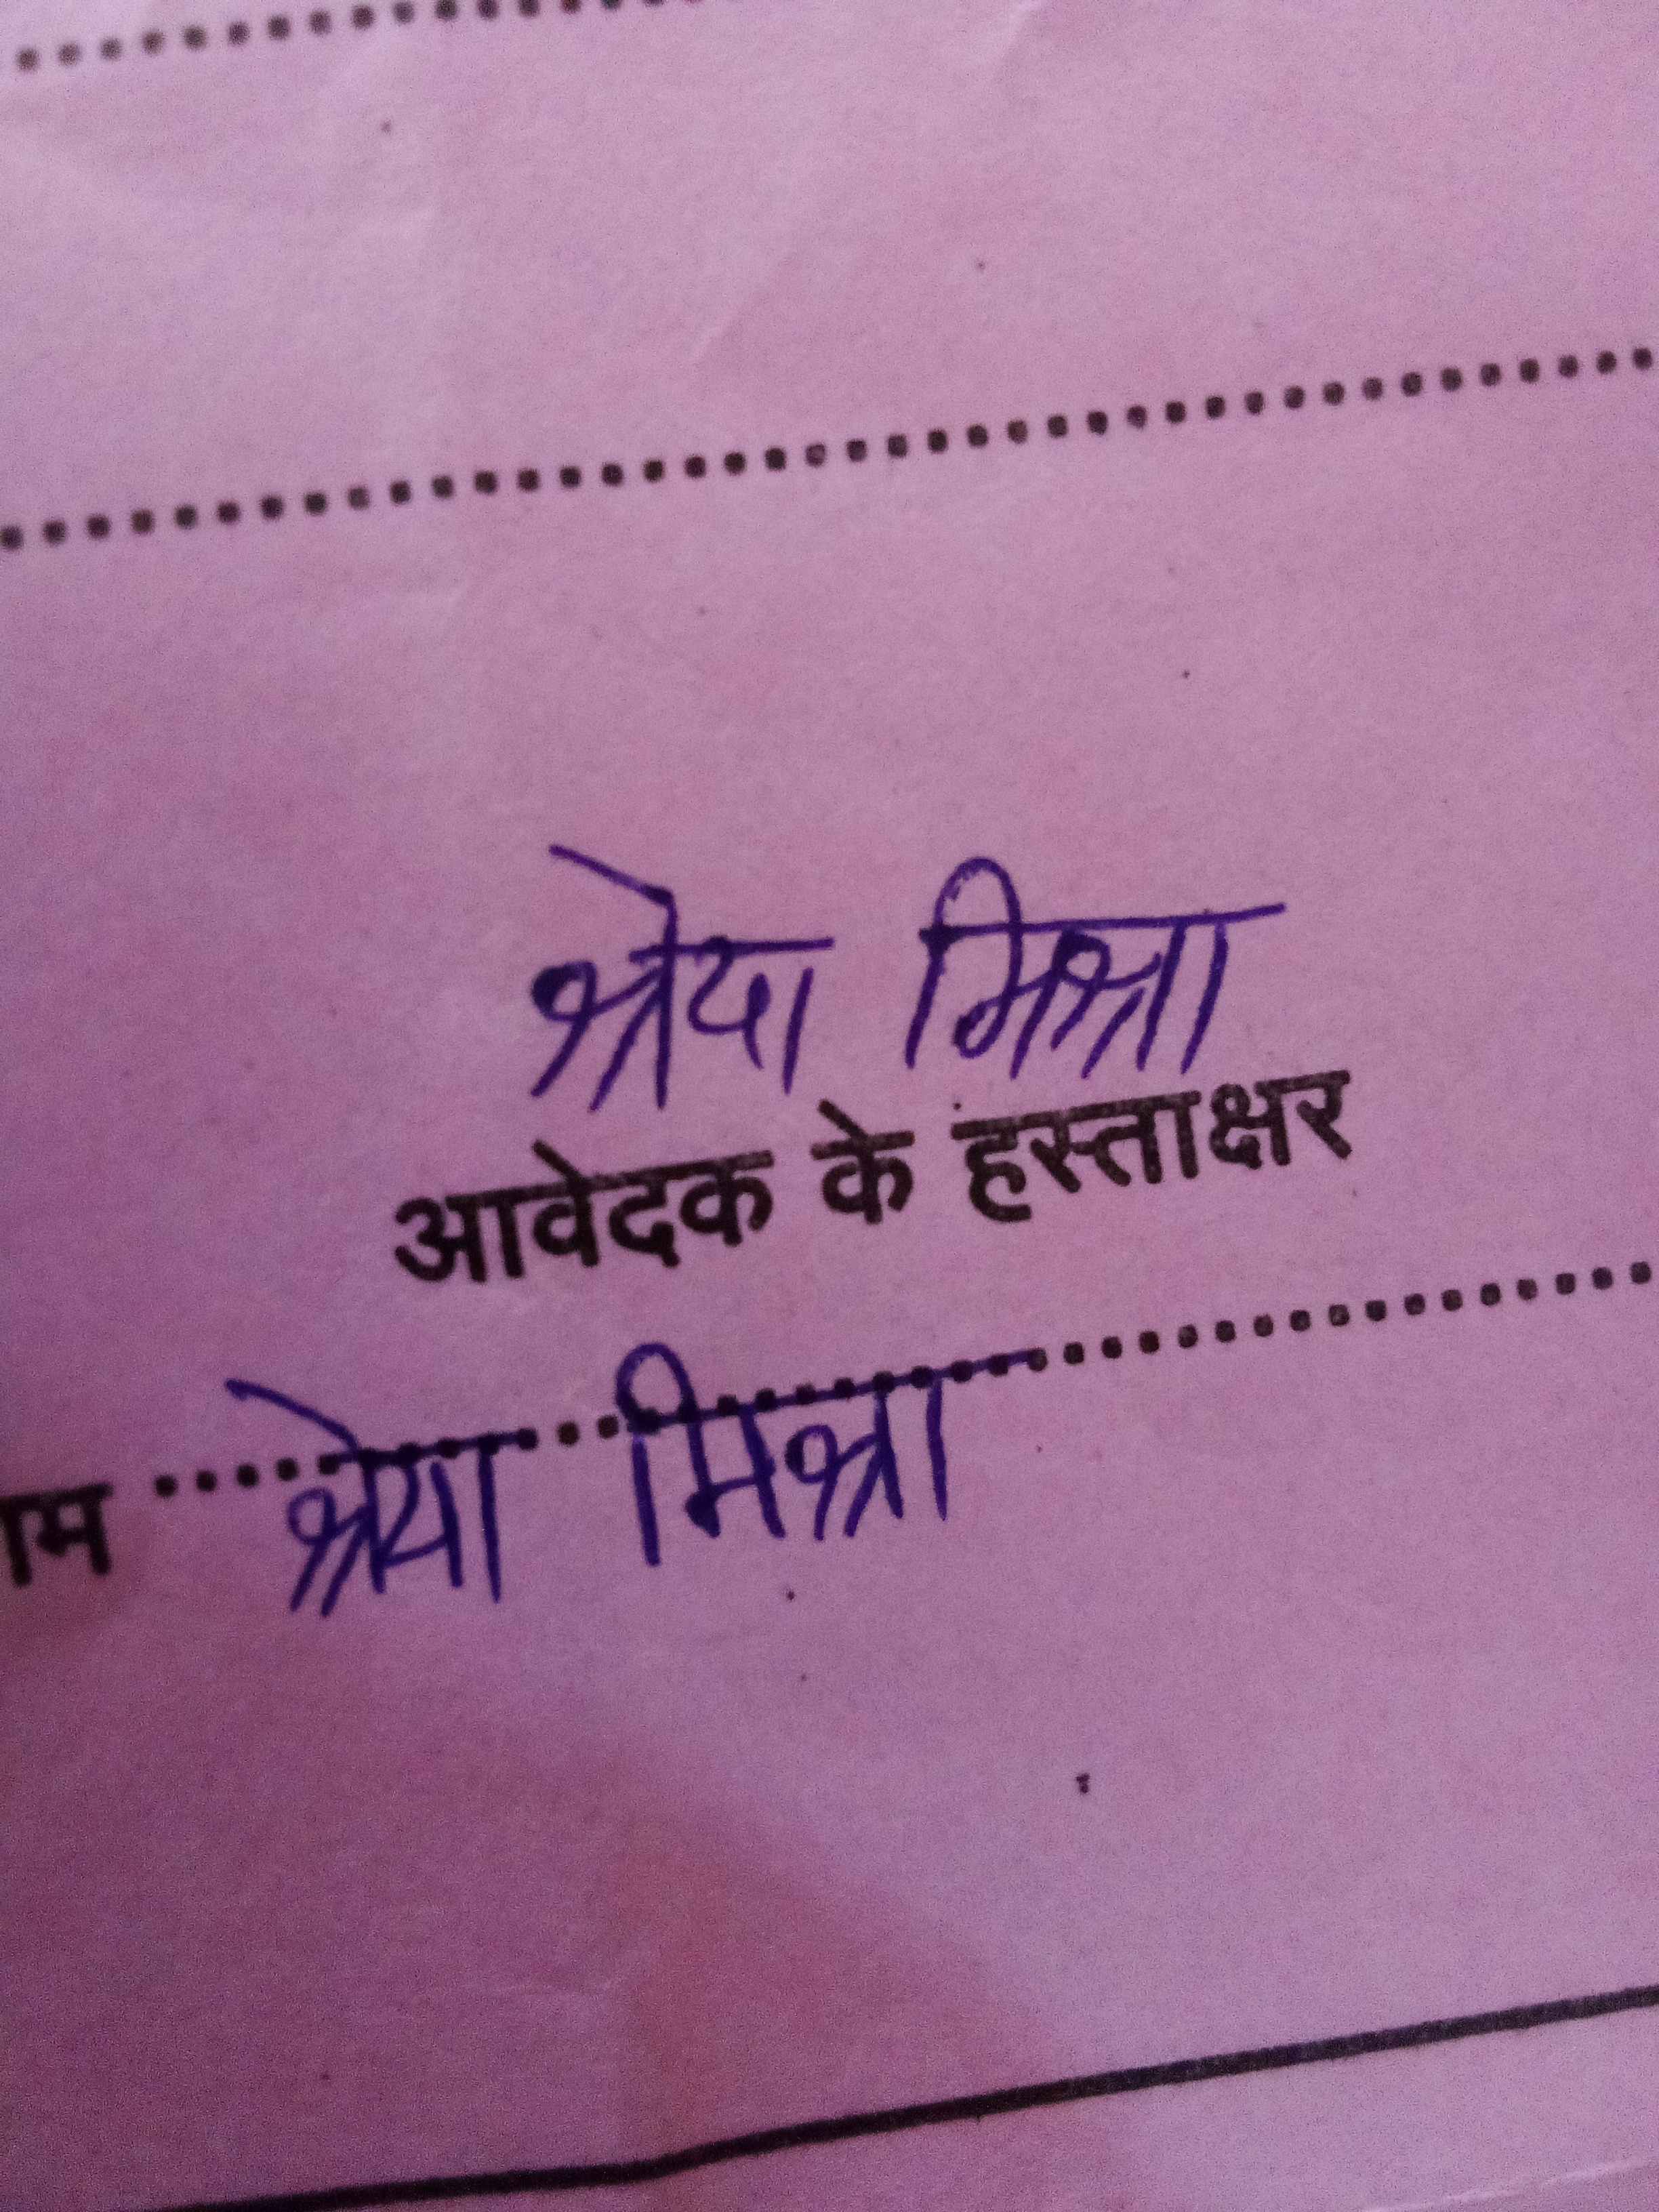 श्रेया मिश्रा
आवेदक के हस्ताक्षर
श्रेया मिश्रा